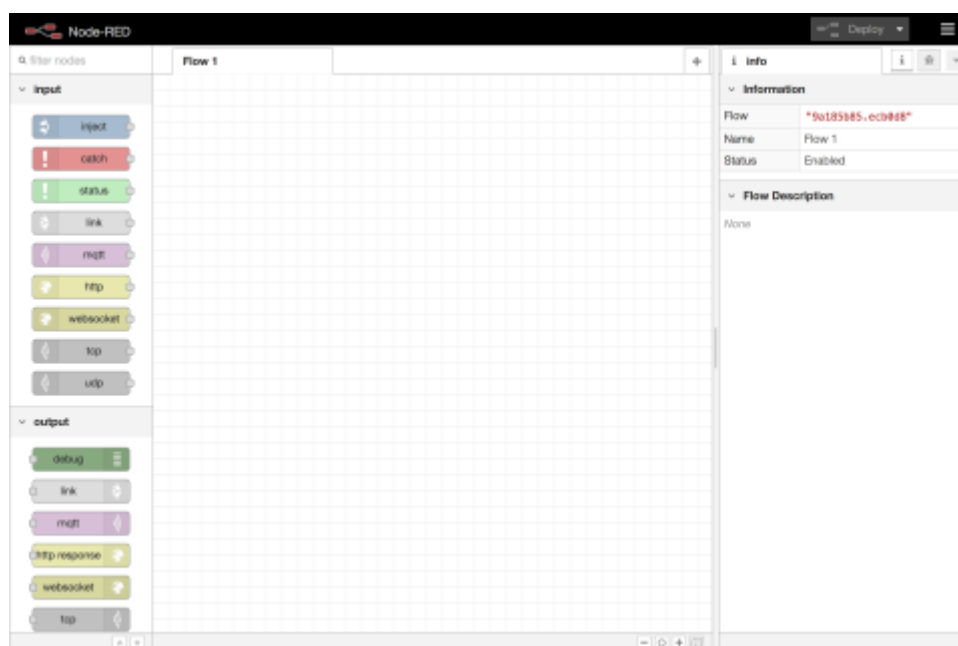 Node-RED
Deploy
filter nodes
Flow 1
i info
i
input
Information
inject
Flow "9a185b85.ecb0d8"
catch
Name Flow 1
status
Status Enabled
link
Flow Description
mqtt
None
http
websocket
tcp
udp
output
debug
link
mqtt
http response
websocket
tcp